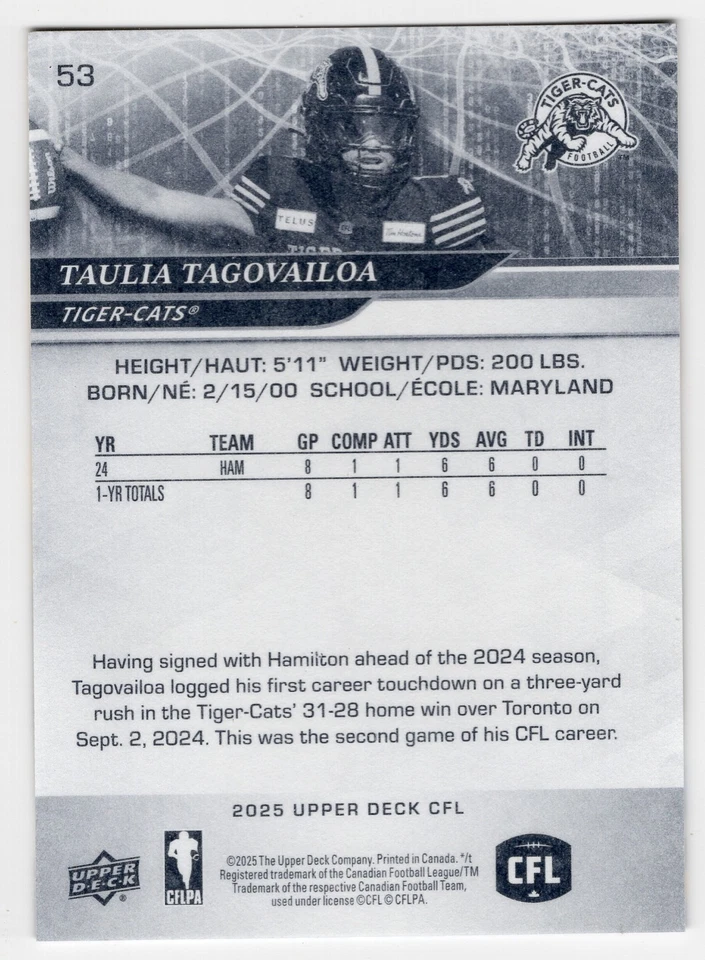 53
TIGER-CATS
FOOTBALL™
Wilson
TELUS
Tim Hortons
TIGER
TAULIA TAGOVAILOA
TIGER-CATS®
HEIGHT/HAUT: 5'11" WEIGHT/PDS: 200 LBS.
BORN/NÉ: 2/15/00 SCHOOL/ÉCOLE: MARYLAND
YR TEAM GP COMP ATT YDS AVG TD INT
24 HAM 8 1 1 6 6 0 0
1-YR TOTALS 8 1 1 6 6 0 0
Having signed with Hamilton ahead of the 2024 season,
Tagovailoa logged his first career touchdown on a three-yard
rush in the Tiger-Cats' 31-28 home win over Toronto on
Sept. 2, 2024. This was the second game of his CFL career.
2025 UPPER DECK CFL
UPPER
DECK®
CFLPA
©2025 The Upper Deck Company. Printed in Canada. */t
Registered trademark of the Canadian Football League/TM
Trademark of the respective Canadian Football Team,
used under license ©CFL © CFLPA.
CFL